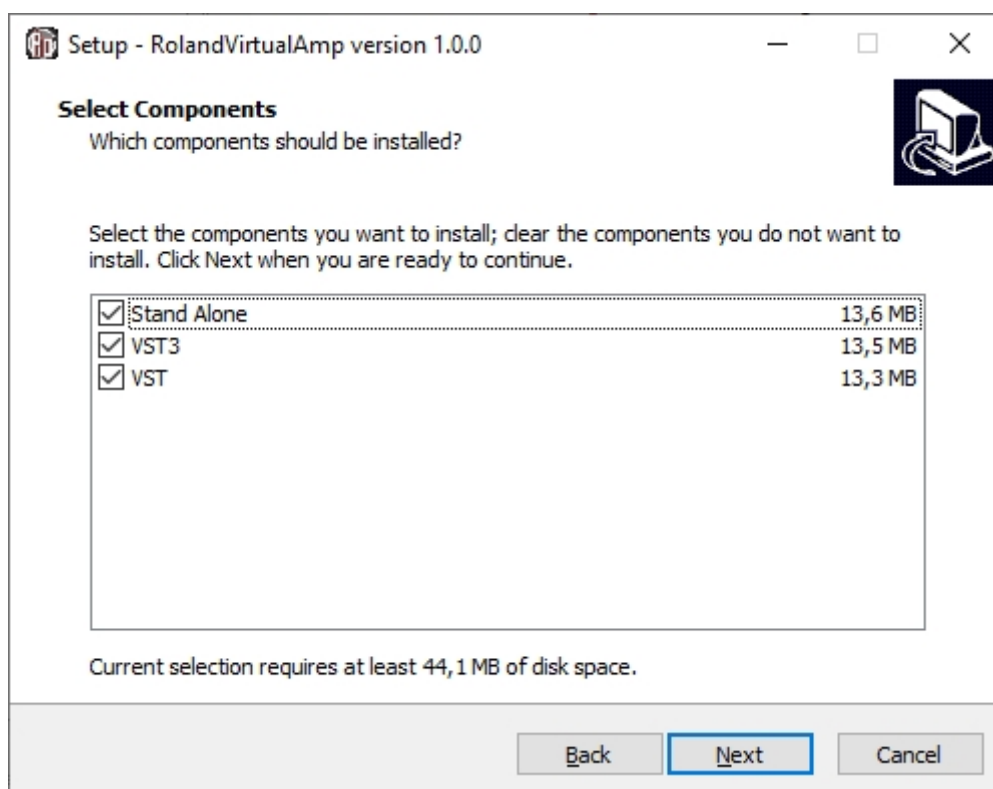 Setup - RolandVirtualAmp version 1.0.0
Select Components
Which components should be installed?
Select the components you want to install; clear the components you do not want to
install. Click Next when you are ready to continue.
Stand Alone 13,6 MB
VST3 13,5 MB
VST 13,3 MB
Current selection requires at least 44,1 MB of disk space.
Back Next Cancel